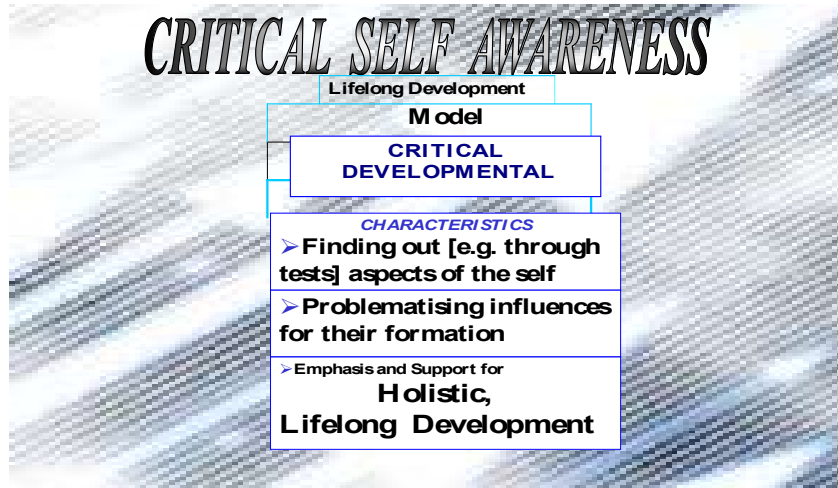 CRITICAL SELF AWARENESS
Lifelong Development
Model
CRITICAL
DEVELOPMENTAL
CHARACTERISTICS
➢Finding out [e.g. through
tests] aspects of the self
➢Problematising influences
for their formation
➢Emphasis and Support for
Holistic,
Lifelong Development